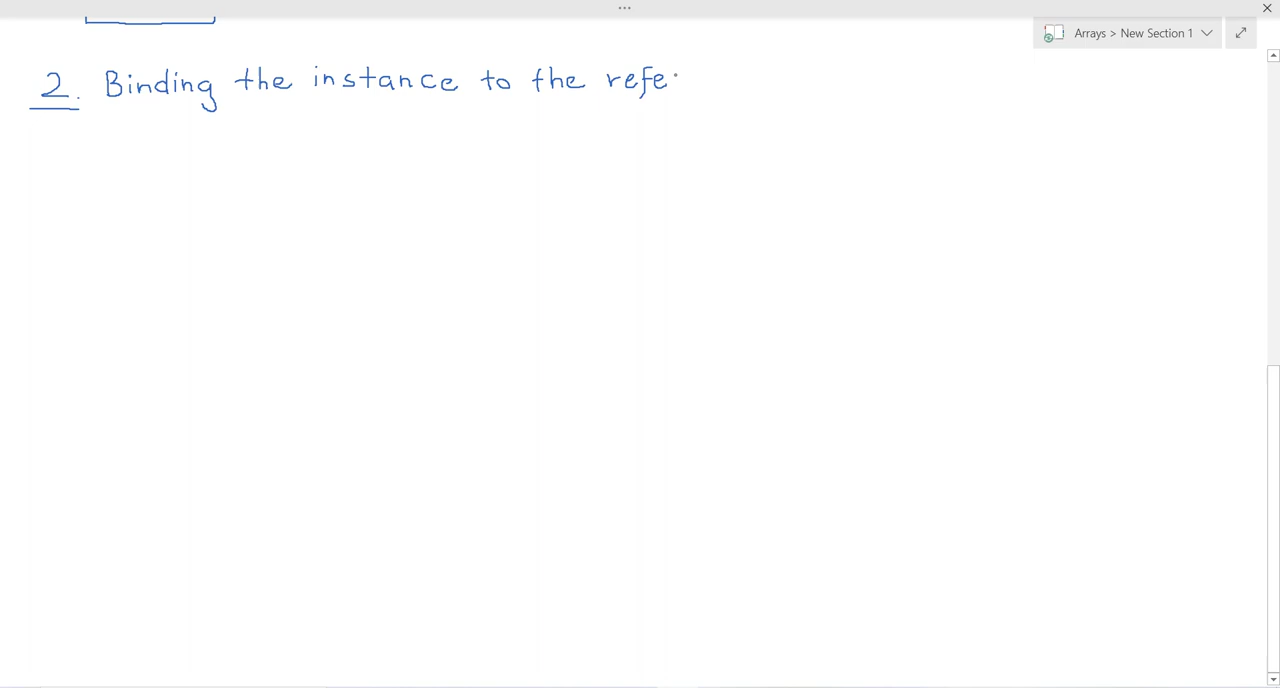 Arrays > New Section 1
2. Binding the instance to the refe